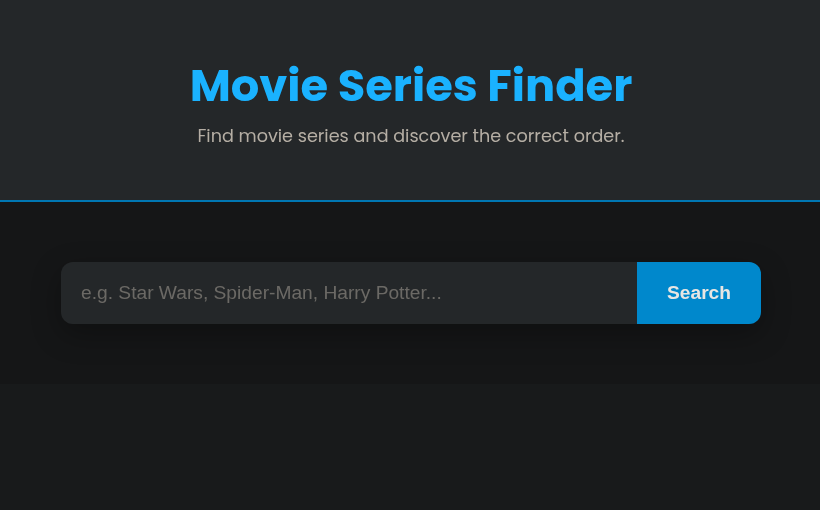 Movie Series Finder
Find movie series and discover the correct order.
e.g. Star Wars, Spider-Man, Harry Potter...
Search